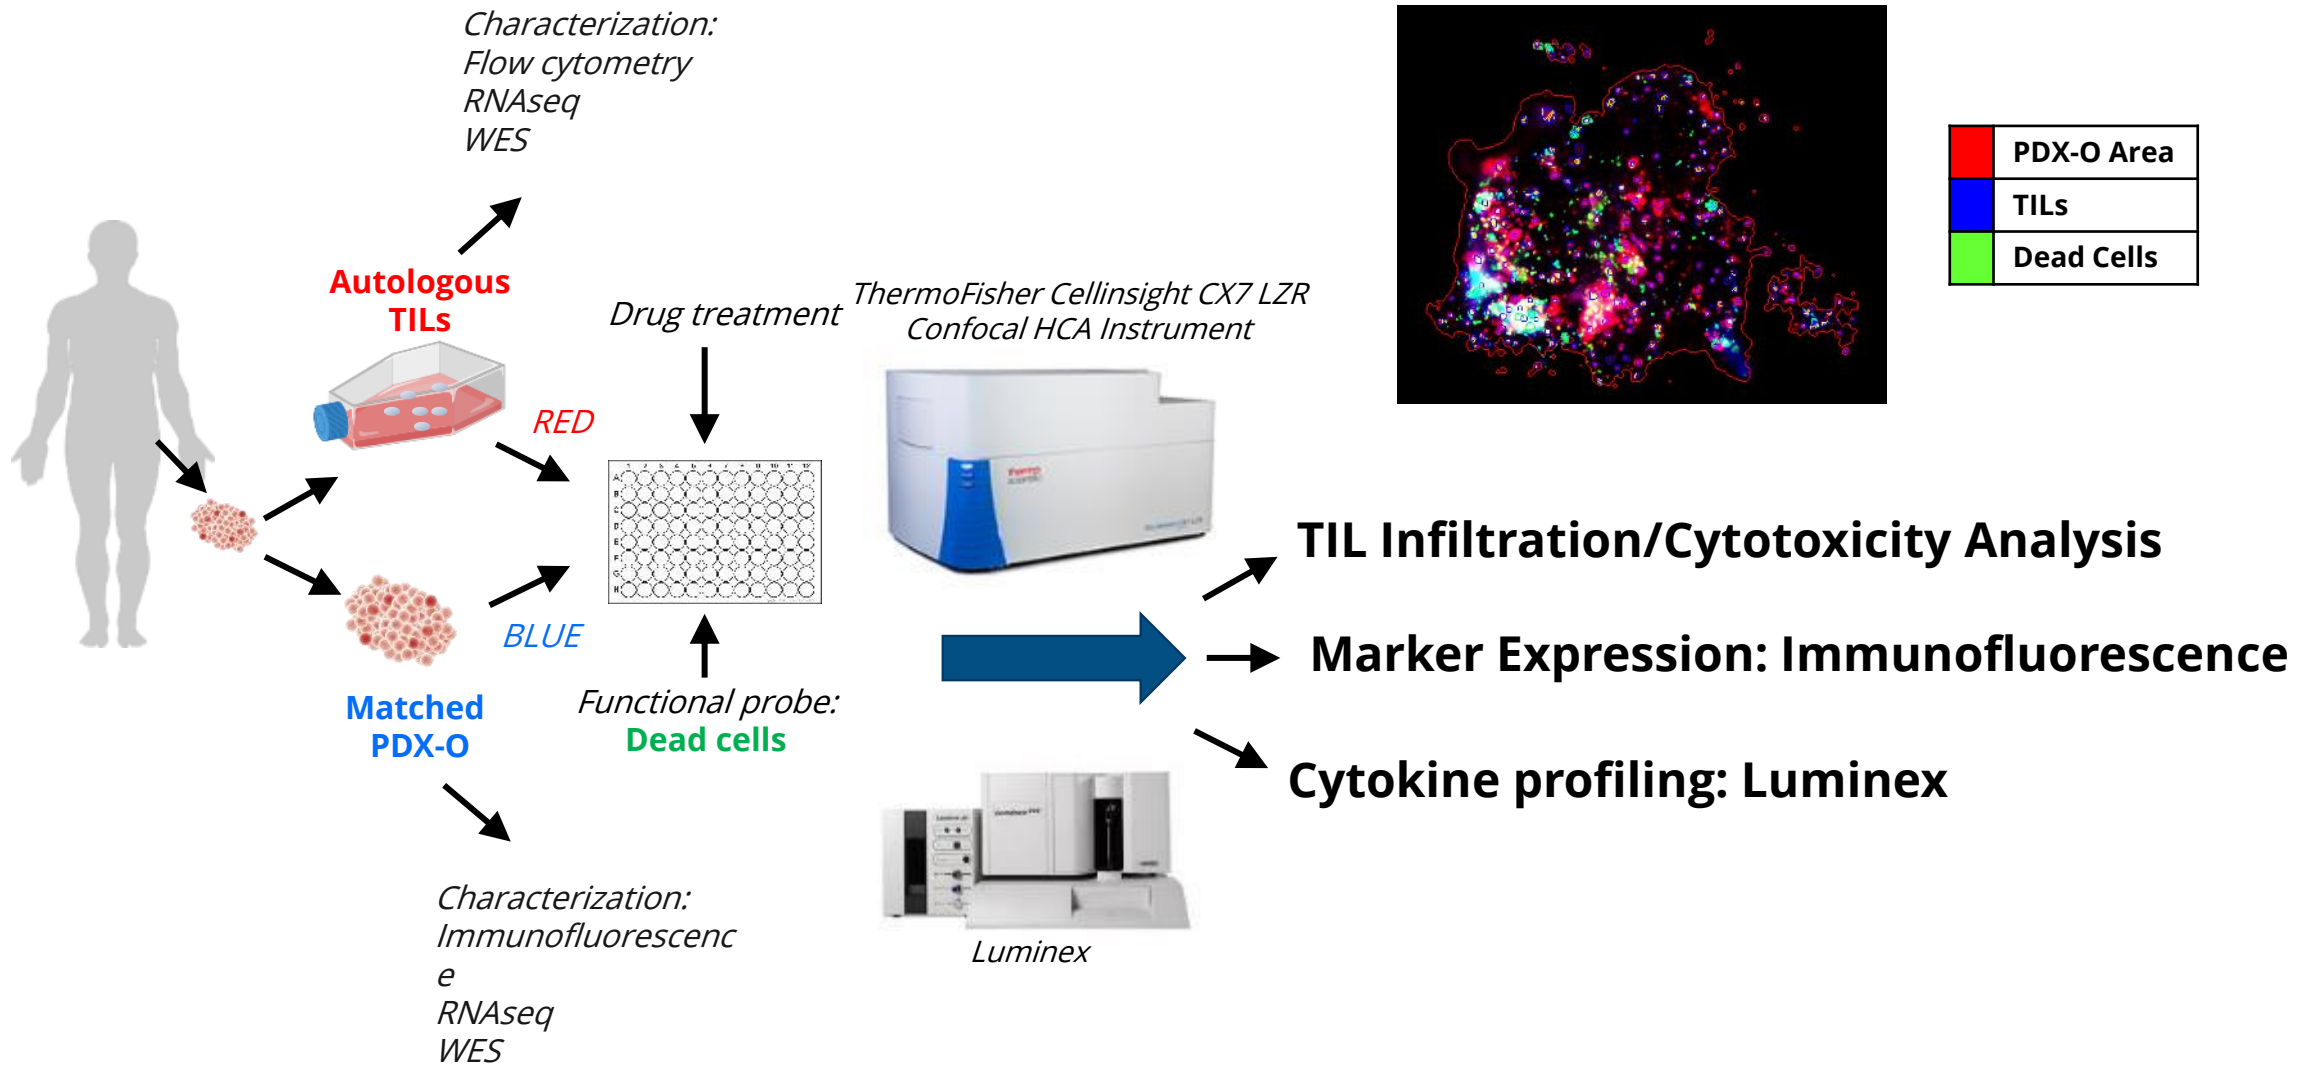 Characterization:
Flow cytometry
RNAseq
WES
Autologous
TILs
RED
BLUE
Matched
PDX-O
Characterization:
Immunofluorescenc
e
RNAseq
WES
Drug treatment
Functional probe:
Dead cells
ThermoFisher Cellinsight CX7 LZR
Confocal HCA Instrument
Luminex
PDX-O Area
TILs
Dead Cells
TIL Infiltration/Cytotoxicity Analysis
Marker Expression: Immunofluorescence
Cytokine profiling: Luminex